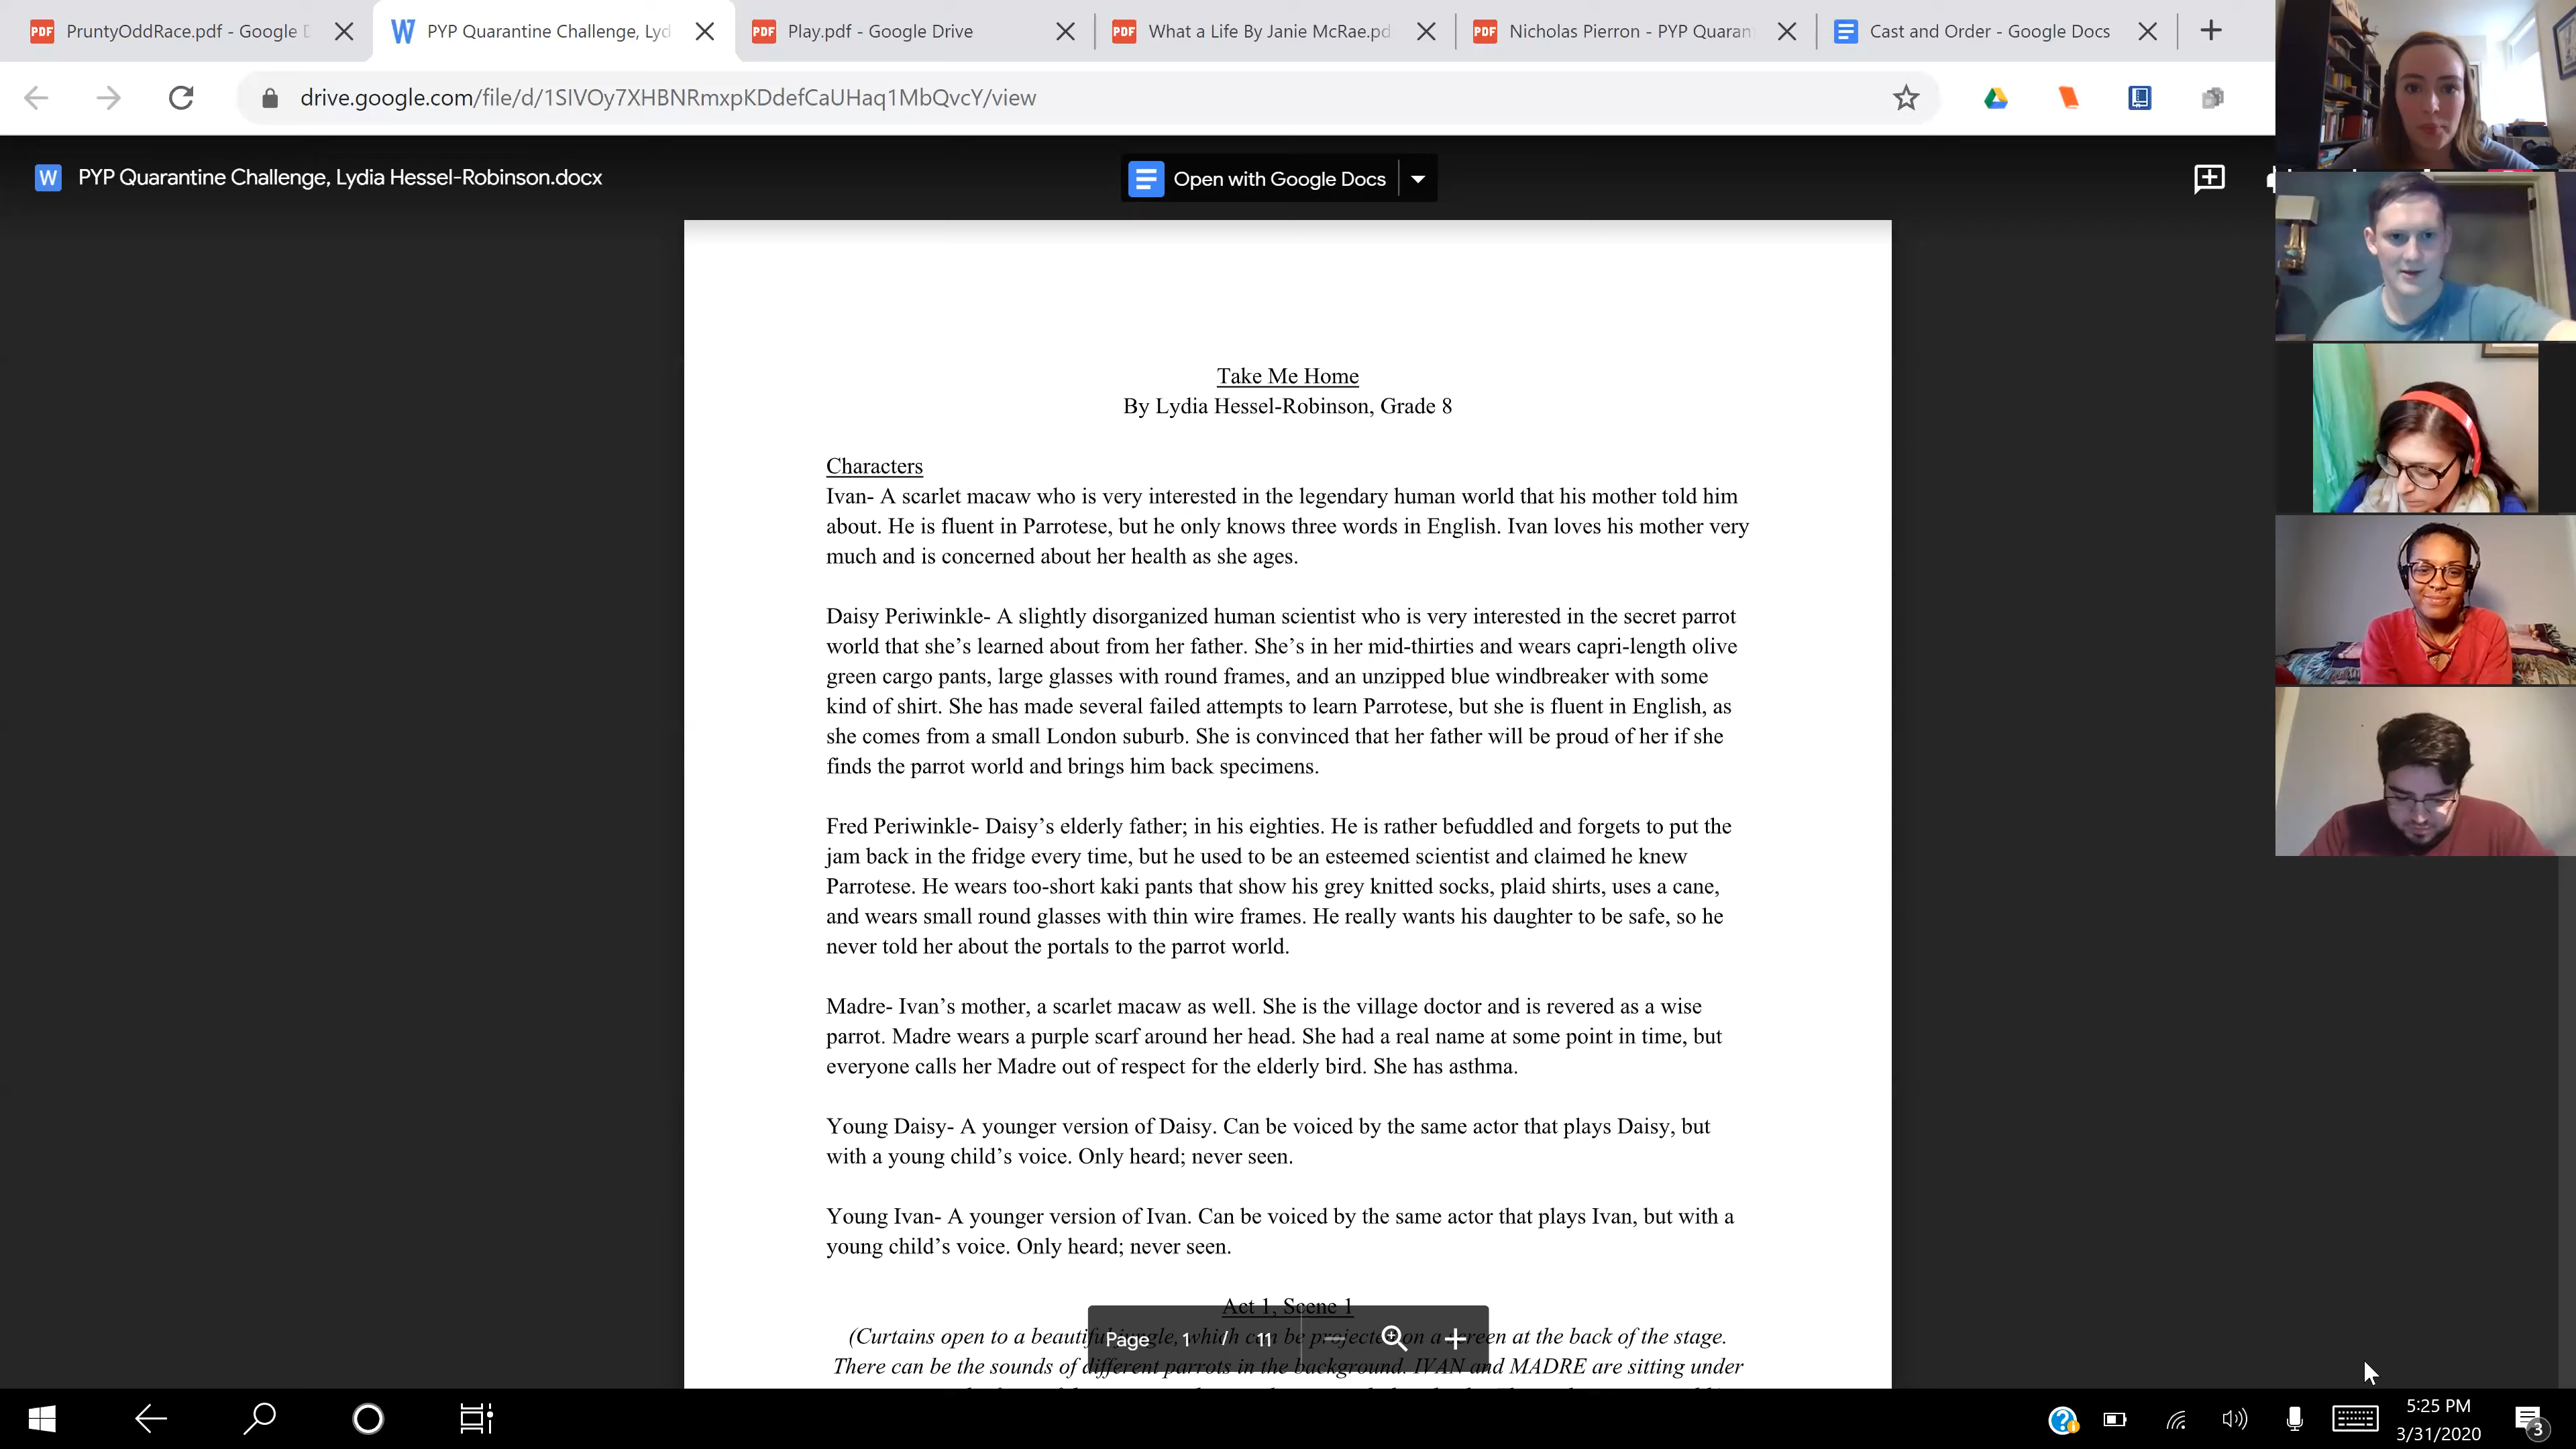 PruntyOddRace.pdf - Google D
PYP Quarantine Challenge, Lyd
Play.pdf - Google Drive
What a Life By Janie McRae.pd
Nicholas Pierron - PYP Quaran
Cast and Order - Google Docs
drive.google.com/file/d/1SIVOy7XHBNRmxpKDdefCaUHaq1MbQvcY/view
W PYP Quarantine Challenge, Lydia Hessel-Robinson.docx
Open with Google Docs
Take Me Home
By Lydia Hessel-Robinson, Grade 8
Characters
Ivan- A scarlet macaw who is very interested in the legendary human world that his mother told him
about. He is fluent in Parrotese, but he only knows three words in English. Ivan loves his mother very
much and is concerned about her health as she ages.
Daisy Periwinkle- A slightly disorganized human scientist who is very interested in the secret parrot
world that she's learned about from her father. She's in her mid-thirties and wears capri-length olive
green cargo pants, large glasses with round frames, and an unzipped blue windbreaker with some
kind of shirt. She has made several failed attempts to learn Parrotese, but she is fluent in English, as
she comes from a small London suburb. She is convinced that her father will be proud of her if she
finds the parrot world and brings him back specimens.
Fred Periwinkle- Daisy's elderly father; in his eighties. He is rather befuddled and forgets to put the
jam back in the fridge every time, but he used to be an esteemed scientist and claimed he knew
Parrotese. He wears too-short kaki pants that show his grey knitted socks, plaid shirts, uses a cane,
and wears small round glasses with thin wire frames. He really wants his daughter to be safe, so he
never told her about the portals to the parrot world.
Madre- Ivan's mother, a scarlet macaw as well. She is the village doctor and is revered as a wise
parrot. Madre wears a purple scarf around her head. She had a real name at some point in time, but
everyone calls her Madre out of respect for the elderly bird. She has asthma.
Young Daisy- A younger version of Daisy. Can be voiced by the same actor that plays Daisy, but
with a young child's voice. Only heard; never seen.
Young Ivan- A younger version of Ivan. Can be voiced by the same actor that plays Ivan, but with a
young child's voice. Only heard; never seen.
Act 1, Scene 1
(Curtains open to a beautiful jungle, which can be projected on a screen at the back of the stage.
There can be the sounds of different parrots in the background. IVAN and MADRE are sitting under
Page 1 / 11
5:25 PM
3/31/2020
3